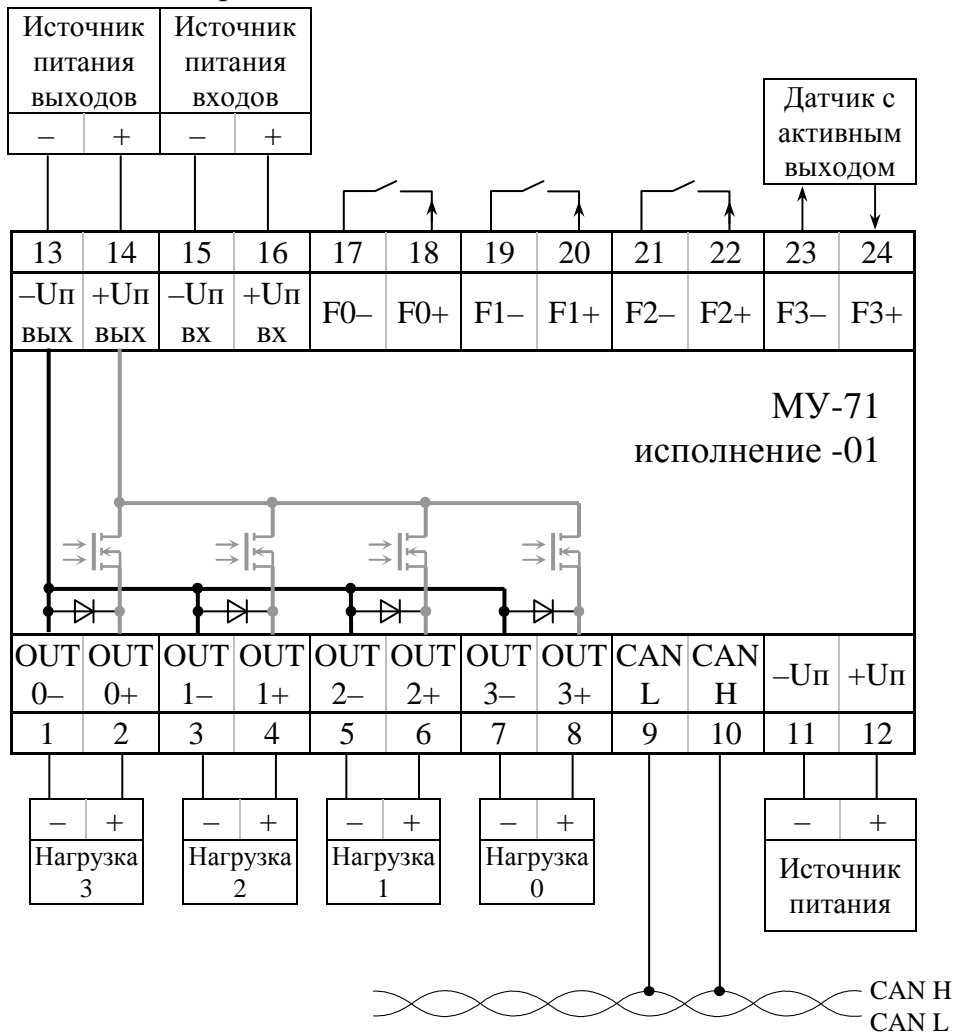 Источник
питания
выходов
Источник
питания
входов
– + – +
Датчик с
активным
выходом
13 14 15 16 17 18 19 20 21 22 23 24
–Uп
вых
+Uп
вых
–Uп
вх
+Uп
вх
F0– F0+ F1– F1+ F2– F2+ F3– F3+
МУ-71
исполнение -01
OUT
0–
OUT
0+
OUT
1–
OUT
1+
OUT
2–
OUT
2+
OUT
3–
OUT
3+
CAN
L
CAN
H
–Uп +Uп
1 2 3 4 5 6 7 8 9 10 11 12
– +
Нагрузка
3
– +
Нагрузка
2
– +
Нагрузка
1
– +
Нагрузка
0
– +
Источник
питания
CAN H
CAN L